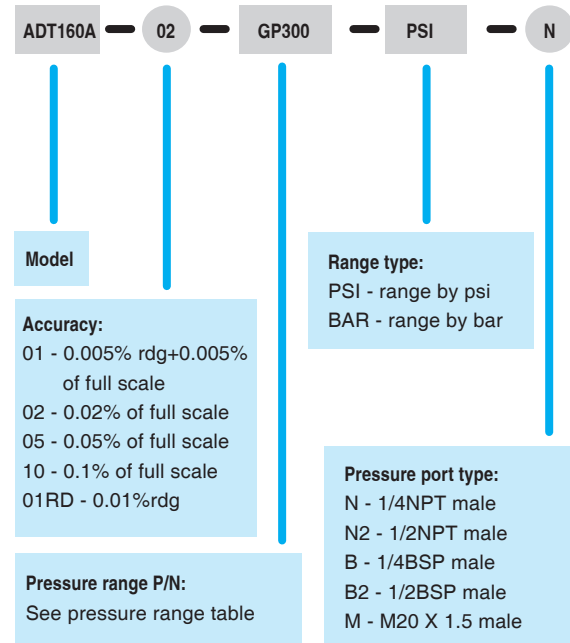 ADT160A 02 GP300 PSI N
Model
Accuracy:
01 - 0.005% rdg+0.005%
of full scale
02 - 0.02% of full scale
05 - 0.05% of full scale
10 - 0.1% of full scale
01RD - 0.01%rdg
Pressure range P/N:
See pressure range table
Range type:
PSI - range by psi
BAR - range by bar
Pressure port type:
N - 1/4NPT male
N2 - 1/2NPT male
B - 1/4BSP male
B2 - 1/2BSP male
M - M20 X 1.5 male